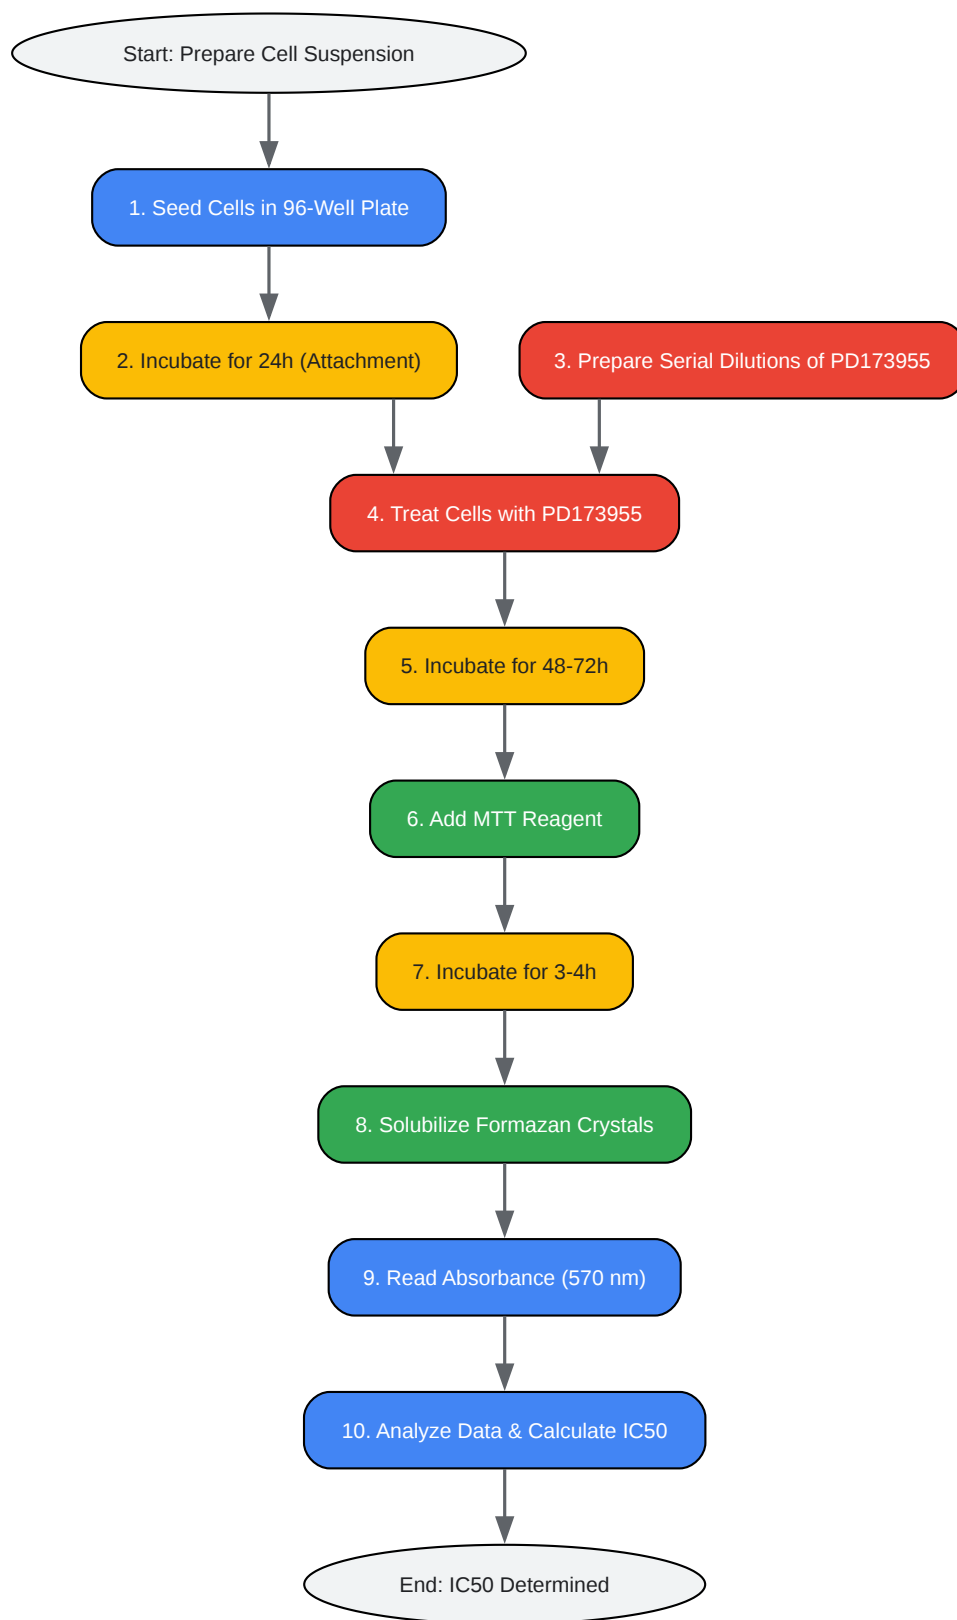 Start: Prepare Cell Suspension
1. Seed Cells in 96-Well Plate
2. Incubate for 24h (Attachment)
3. Prepare Serial Dilutions of PD173955
4. Treat Cells with PD173955
5. Incubate for 48-72h
6. Add MTT Reagent
7. Incubate for 3-4h
8. Solubilize Formazan Crystals
9. Read Absorbance (570 nm)
10. Analyze Data & Calculate IC50
End: IC50 Determined